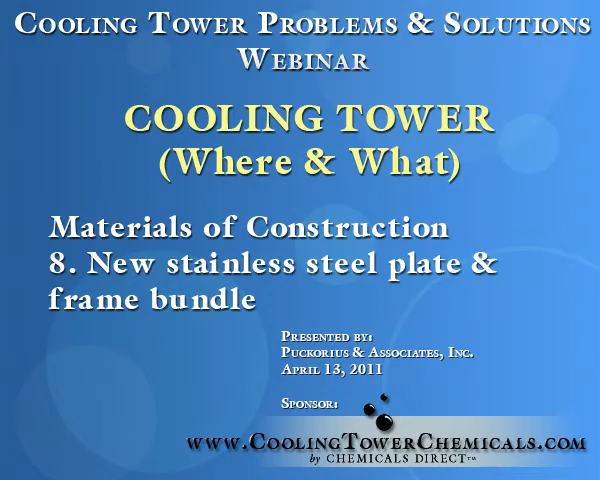 Cooling Tower Problems & Solutions
Webinar
COOLING TOWER
(Where & What)
Materials of Construction
8. New stainless steel plate &
frame bundle
Presented by:
Puckorius & Associates, Inc.
April 13, 2011
Sponsor:
www.CoolingTowerChemicals.com
by CHEMICALS DIRECT™